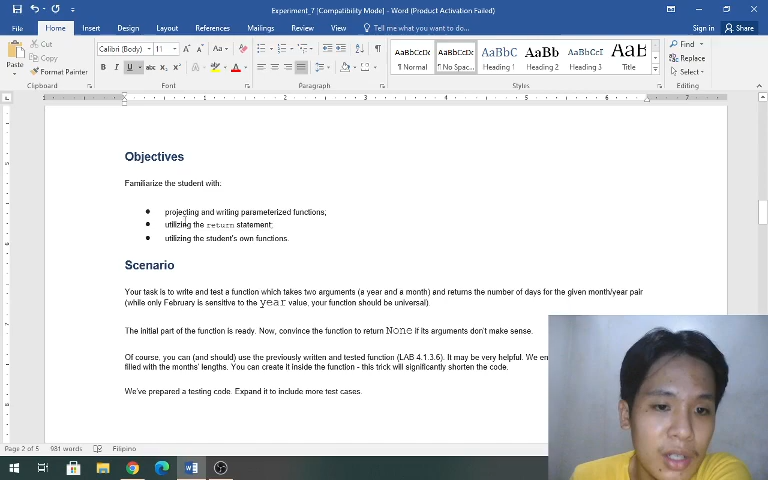 Experiment_7 [Compatibility Mode] - Word (Product Activation Failed)
File Home Insert Draw Design Layout References Mailings Review View Tell me what you want to do... Sign in Share
Cut
Copy
Format Painter
Paste
Clipboard
Calibri (Body) 11
Font
Paragraph
AaBbCcDc AaBbCcDc AaBbC AaBb AaBbCcI AaB
¶ Normal ¶ No Spac... Heading 1 Heading 2 Heading 3 Title
Styles
Find
Replace
Select
Editing
Objectives
Familiarize the student with:
projecting and writing parameterized functions;
utilizing the return statement;
utilizing the student's own functions.
Scenario
Your task is to write and test a function which takes two arguments (a year and a month) and returns the number of days for the given month/year pair
(while only February is sensitive to the year value, your function should be universal).
The initial part of the function is ready. Now, convince the function to return None if its arguments don't make sense.
Of course, you can (and should) use the previously written and tested function (LAB 4.1.3.6). It may be very helpful. We en
filled with the months' lengths. You can create it inside the function - this trick will significantly shorten the code.
We've prepared a testing code. Expand it to include more test cases.
Page 2 of 5 981 words Filipino